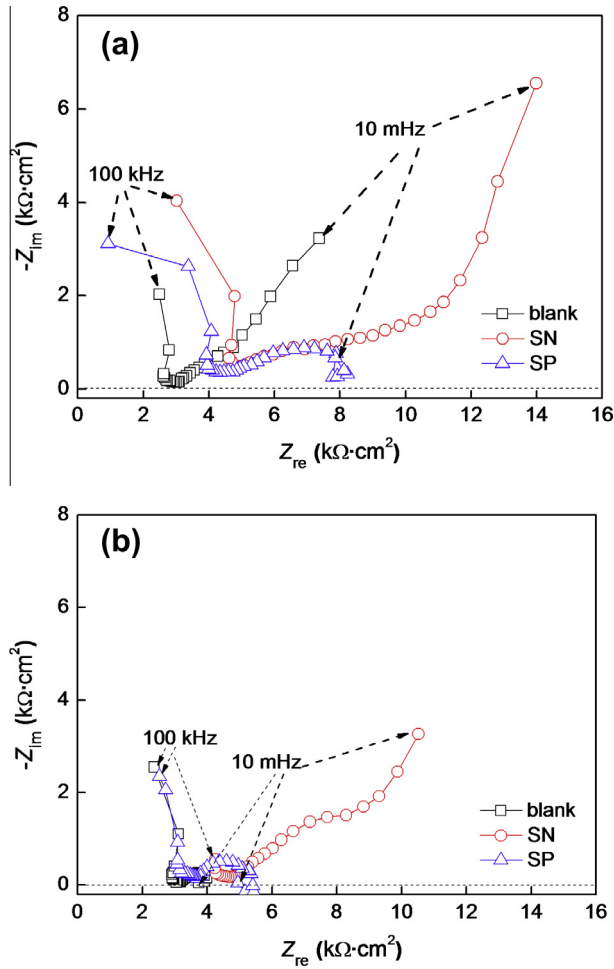 (a)
8
6
4
2
0
0 2 4 6 8 10 12 14 16
-Z_Im (kΩ·cm²)
Z_re (kΩ·cm²)
100 kHz
10 mHz
blank
SN
SP
(b)
8
6
4
2
0
0 2 4 6 8 10 12 14 16
-Z_Im (kΩ·cm²)
Z_re (kΩ·cm²)
100 kHz
10 mHz
blank
SN
SP